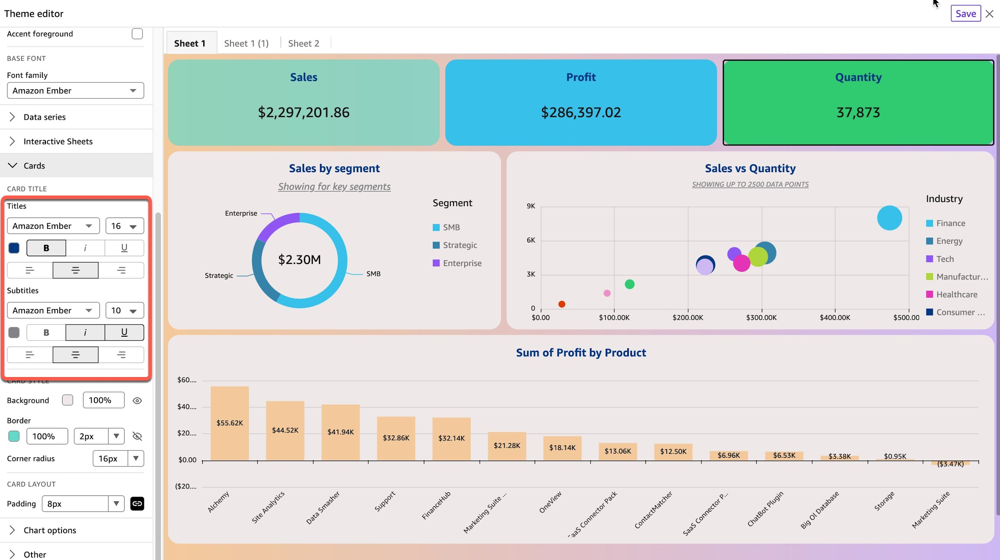 Theme editor
Save
Accent foreground
BASE FONT
Font family
Amazon Ember
Data series
Interactive Sheets
Cards
CARD TITLE
Titles
Amazon Ember
16
B
i
U
Subtitles
Amazon Ember
10
B
i
U
CARD STYLE
Background
100%
Border
100%
2px
Corner radius
16px
CARD LAYOUT
Padding
8px
Chart options
Other
Sheet 1
Sheet 1 (1)
Sheet 2
Sales
$2,297,201.86
Profit
$286,397.02
Quantity
37,873
Sales by segment
Showing for key segments
Enterprise
Strategic
SMB
$2.30M
Segment
SMB
Strategic
Enterprise
Sales vs Quantity
SHOWING UP TO 2500 DATA POINTS
9K
6K
3K
0
$0.00
$100.00K
$200.00K
$300.00K
$400.00K
$500.00
Industry
Finance
Energy
Tech
Manufactur...
Healthcare
Consumer ...
Sum of Profit by Product
$60....
$40....
$20....
$0.00
($20....
$55.62K
$44.52K
$41.94K
$32.86K
$32.14K
$21.28K
$18.14K
$13.06K
$12.50K
$6.96K
$6.53K
$3.38K
$0.95K
($3.47K)
Alchemy
Site Analytics
Data Smasher
Support
FinanceHub
Marketing Suite ...
OneView
SaaS Connector Pack
ContactMatcher
SaaS Connector P...
ChatBot Plugin
Big Ol Database
Storage
Marketing Suite